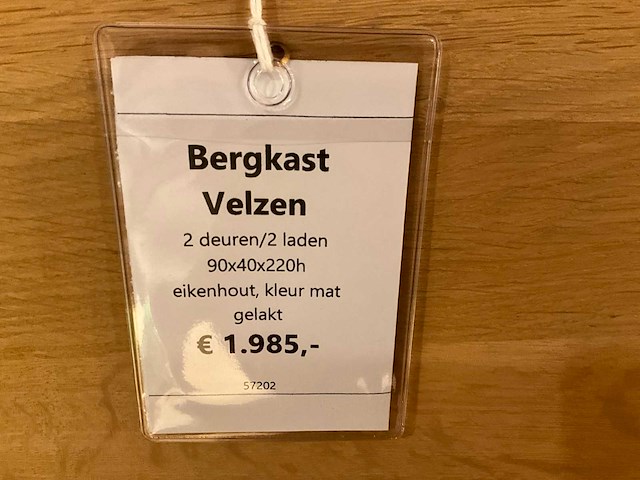 Bergkast
Velzen
2 deuren/2 laden
90x40x220h
eikenhout, kleur mat
gelakt
€ 1.985,-
57202